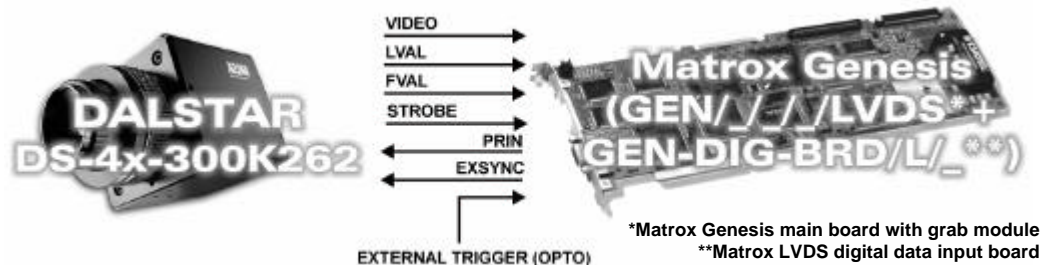 VIDEO
LVAL
FVAL
STROBE
PRIN
EXSYNC
DALSTAR
DS-4x-300K262
Matrox Genesis
(GEN/_/_/_/LVDS* +
GEN-DIG-BRD/L/_**)
EXTERNAL TRIGGER (OPTO)
*Matrox Genesis main board with grab module
**Matrox LVDS digital data input board